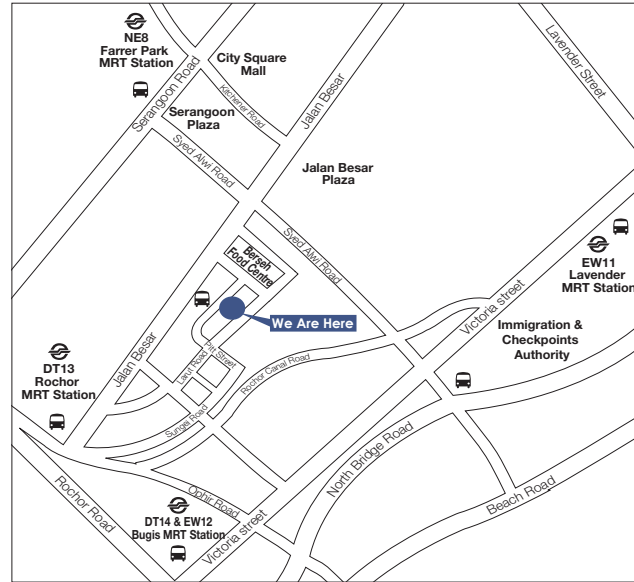 NE8
Farrer Park
MRT Station
City Square
Mall
Lavender Street
Serangoon Road
Kitchener Road
Jalan Besar
Serangoon
Plaza
Syed Alwi Road
Jalan Besar
Plaza
Syed Alwi Road
Berseh
Food Centre
EW11
Lavender
MRT Station
Victoria street
We Are Here
Immigration &
Checkpoints
Authority
Pitt Street
Larut Road
Jalan Besar
Rochor Canal Road
DT13
Rochor
MRT Station
Sungei Road
North Bridge Road
Beach Road
Ophir Road
Rochor Road
DT14 & EW12
Bugis MRT Station
Victoria street